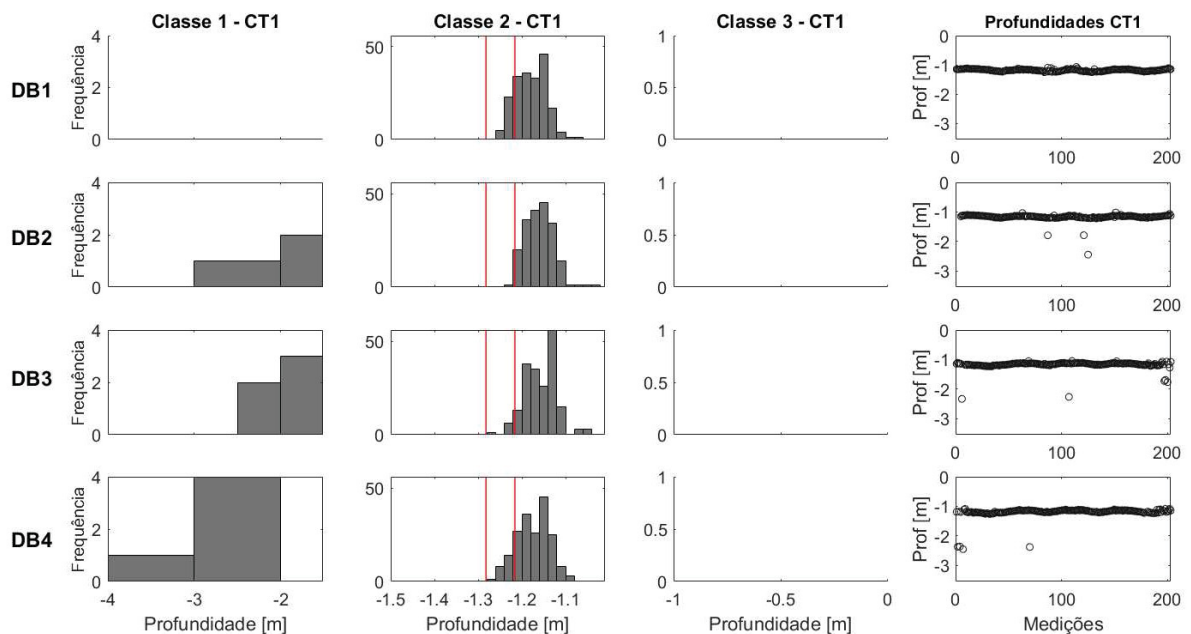 Classe 1 - CT1 Classe 2 - CT1 Classe 3 - CT1 Profundidades CT1
DB1
Frequência
4
2
0
50
0
1
0.5
0
Prof [m]
0
-1
-2
-3
0 100 200
DB2
Frequência
4
2
0
50
0
1
0.5
0
Prof [m]
0
-1
-2
-3
0 100 200
DB3
Frequência
4
2
0
50
0
1
0.5
0
Prof [m]
0
-1
-2
-3
0 100 200
DB4
Frequência
4
2
0
50
0
1
0.5
0
Prof [m]
0
-1
-2
-3
-4 -3 -2 -1.5 -1.4 -1.3 -1.2 -1.1 -1 0 0 100 200
Profundidade [m] Profundidade [m] Profundidade [m] Medições